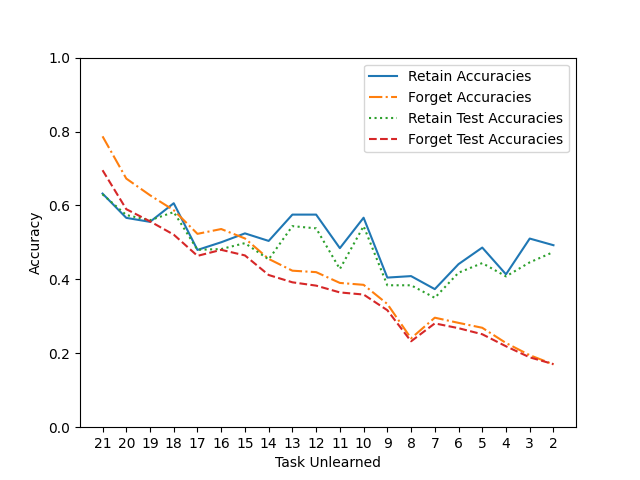 1.0
0.8
0.6
0.4
0.2
0.0
Accuracy
Retain Accuracies
Forget Accuracies
Retain Test Accuracies
Forget Test Accuracies
21 20 19 18 17 16 15 14 13 12 11 10 9 8 7 6 5 4 3 2
Task Unlearned